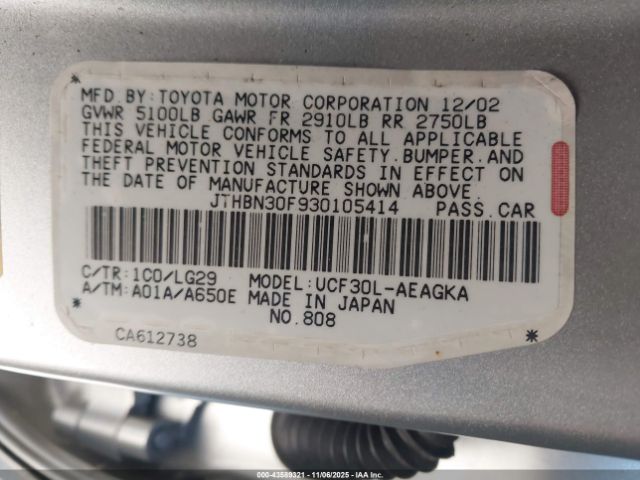 MFD.BY:TOYOTA MOTOR CORPORATION 12/02
GVWR 5100LB GAWR FR 2910LB RR 2750LB
THIS VEHICLE CONFORMS TO ALL APPLICABLE
FEDERAL MOTOR VEHICLE SAFETY.BUMPER.AND
THEFT PREVENTION STANDARDS IN EFFECT ON
THE DATE OF MANUFACTURE SHOWN ABOVE.
JTHBN30F930105414 PASS.CAR
C/TR:1C0/LG29 MODEL:UCF30L-AEAGKA
A/TM:A01A/A650E MADE IN JAPAN
NO.808
CA612738
000-43589321 11/06/2025 IAAI.COM